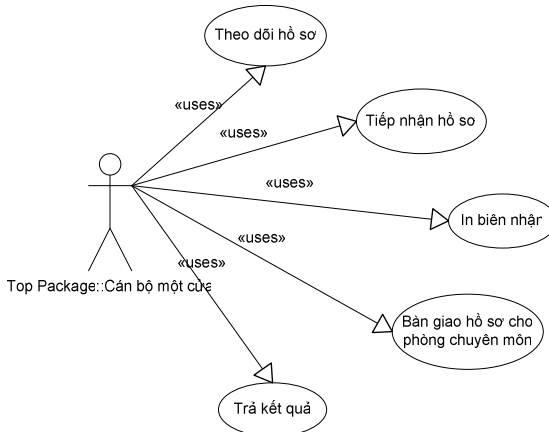 Theo dõi hồ sơ
«uses»
Tiếp nhận hồ sơ
«uses»
«uses»
In biên nhận
«uses»
«uses»
Top Package::Cán bộ một cửa
Bàn giao hồ sơ cho
phòng chuyên môn
Trả kết quả